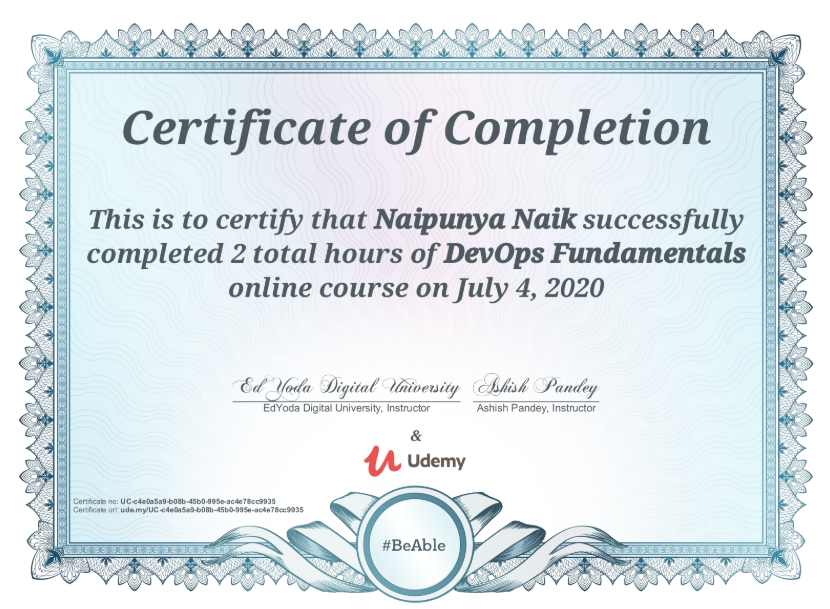 Certificate of Completion
This is to certify that Naipunya Naik successfully
completed 2 total hours of DevOps Fundamentals
online course on July 4, 2020
Ed Yoda Digital University Ashish Pandey
EdYoda Digital University, Instructor Ashish Pandey, Instructor
&
Udemy
Certificate no: UC-c4e0a5a9-b08b-45b0-995e-ac4e78cc9935
Certificate url: ude.my/UC-c4e0a5a9-b08b-45b0-995e-ac4e78cc9935
#BeAble